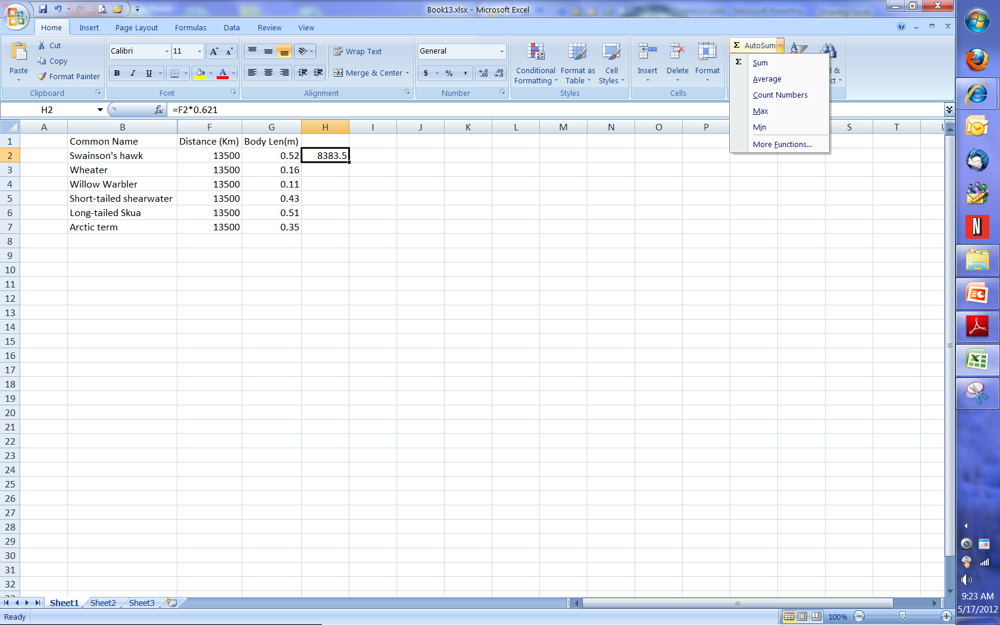 Book13.xlsx - Microsoft Excel
Home Insert Page Layout Formulas Data Review View
Paste
Cut
Copy
Format Painter
Clipboard
Calibri 11
B I U A A A
Font
Wrap Text
Merge & Center
Alignment
General
$ % , .00 .00
Number
Conditional Formatting
Format as Table
Cell Styles
Styles
Insert Delete Format
Cells
Σ AutoSum
Σ Sum
Average
Count Numbers
Max
Min
More Functions...
H2 fx =F2*0.621
A B F G H I J K L M N O P S T
1 Common Name Distance (Km) Body Len(m)
2 Swainson's hawk 13500 0.52 8383.5
3 Wheater 13500 0.16
4 Willow Warbler 13500 0.11
5 Short-tailed shearwater 13500 0.43
6 Long-tailed Skua 13500 0.51
7 Arctic term 13500 0.35
8
9
10
11
12
13
14
15
16
17
18
19
20
21
22
23
24
25
26
27
28
29
30
31
32
Sheet1 Sheet2 Sheet3
Ready 100%
9:23 AM
5/17/2012